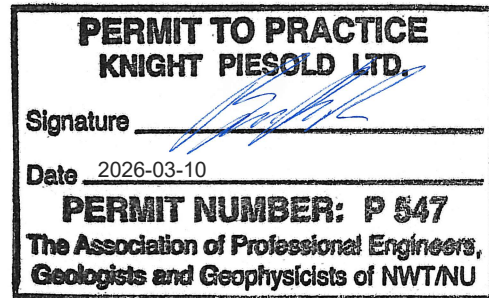 PERMIT TO PRACTICE
KNIGHT PIESOLD LTD.
Signature
Date 2026-03-10
PERMIT NUMBER: P 547
The Association of Professional Engineers,
Geologists and Geophysicists of NWT/NU